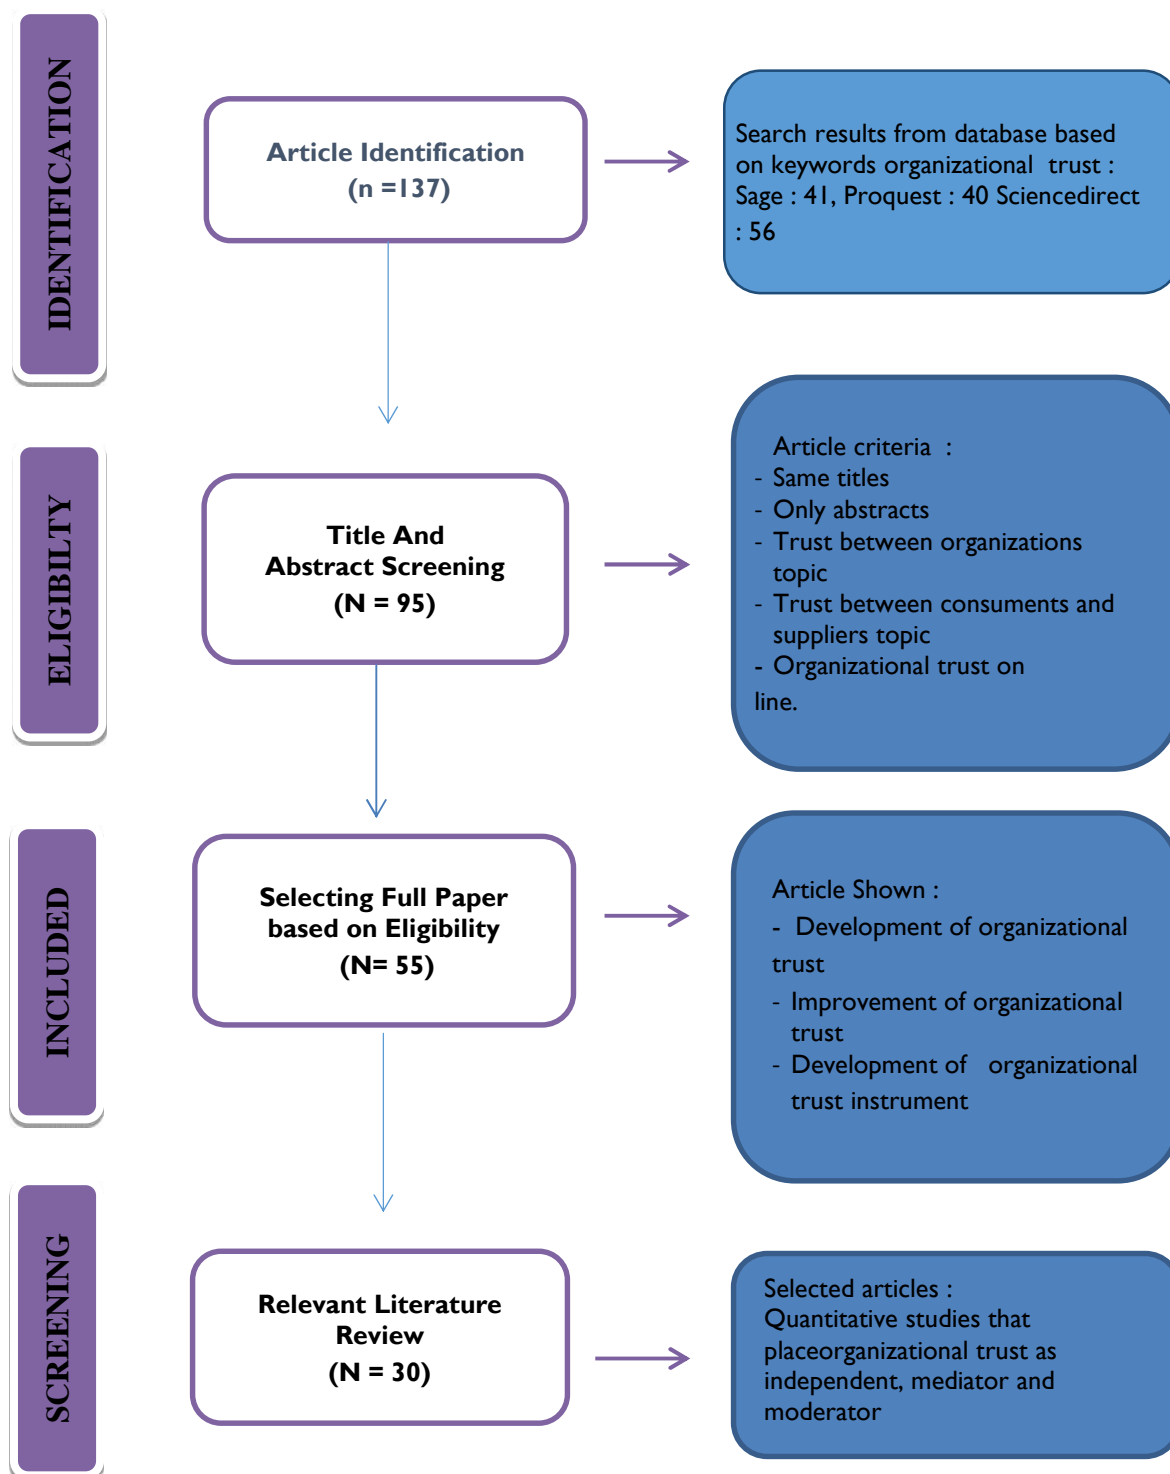 IDENTIFICATION
Article Identification
(n =137)
Search results from database based
on keywords organizational trust :
Sage : 41, Proquest : 40 Sciencedirect
: 56
ELIGIBILTY
Title And
Abstract Screening
(N = 95)
Article criteria :
- Same titles
- Only abstracts
- Trust between organizations
topic
- Trust between consuments and
suppliers topic
- Organizational trust on
line.
INCLUDED
Selecting Full Paper
based on Eligibility
(N= 55)
Article Shown :
- Development of organizational
trust
- Improvement of organizational
trust
- Development of organizational
trust instrument
SCREENING
Relevant Literature
Review
(N = 30)
Selected articles :
Quantitative studies that
placeorganizational trust as
independent, mediator and
moderator